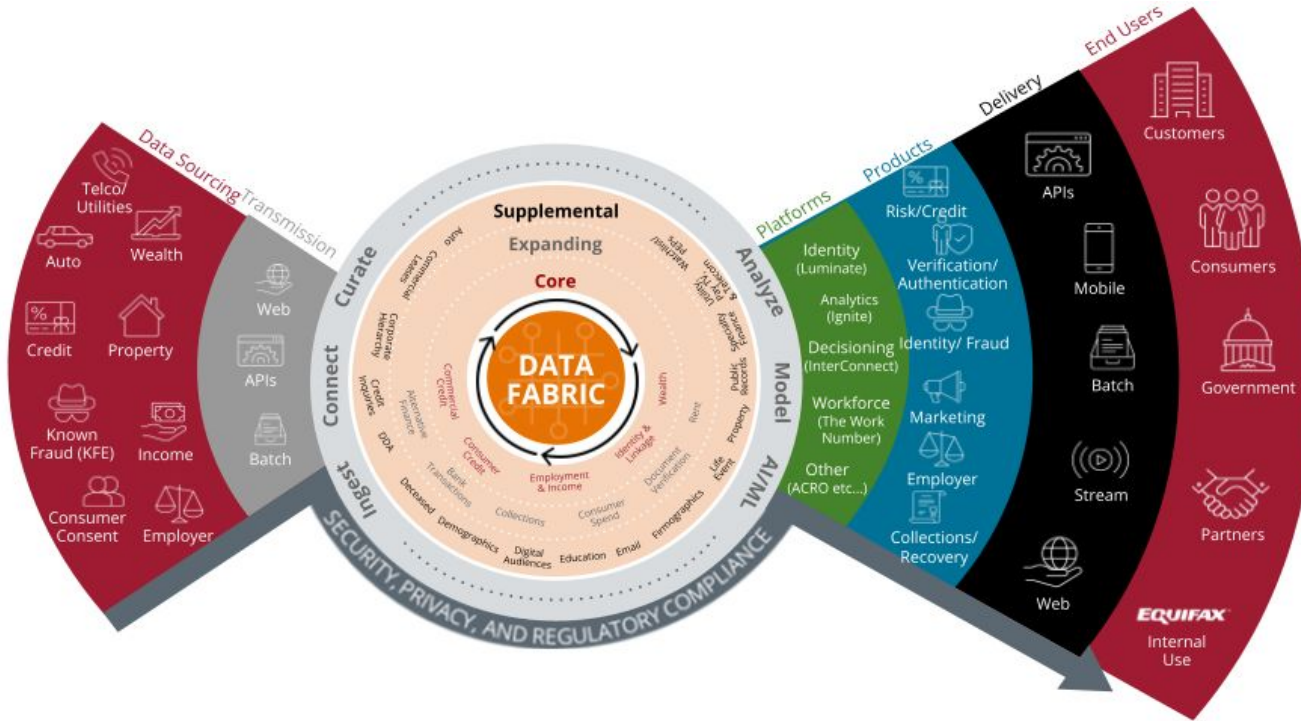 Data Sourcing
Telco/
Utilities
Wealth
Auto
Credit
Property
Known
Fraud (KFE)
Income
Consumer
Consent
Employer
Transmission
Web
APIs
Batch
Ingest
Connect
Curate
Analyze
Model
AI/ML
Supplemental
Expanding
Core
DATA
FABRIC
Commercial
Credit
Consumer
Credit
Employment
& Income
Identity &
Linkage
Wealth
Alternative
Finance
Bank
Transactions
Collections
Consumer
Spend
Document
Verification
Rent
Auto
Commercial
Leases
Corporate
Hierarchy
Credit
Inquiries
DDA
Deceased
Demographics
Digital
Audiences
Education
Email
Firmographics
Life
Event
Property
Public
Records
Specialty
Finance
Utility,
Pay TV,
& Telecom
Watchlist/
PEPs
SECURITY, PRIVACY, AND REGULATORY COMPLIANCE
Platforms
Identity
(Luminate)
Analytics
(Ignite)
Decisioning
(InterConnect)
Workforce
(The Work
Number)
Other
(ACRO etc...)
Products
Risk/Credit
Verification/
Authentication
Identity/ Fraud
Marketing
Employer
Collections/
Recovery
Delivery
APIs
Mobile
Batch
Stream
Web
End Users
Customers
Consumers
Government
Partners
EQUIFAX
Internal
Use